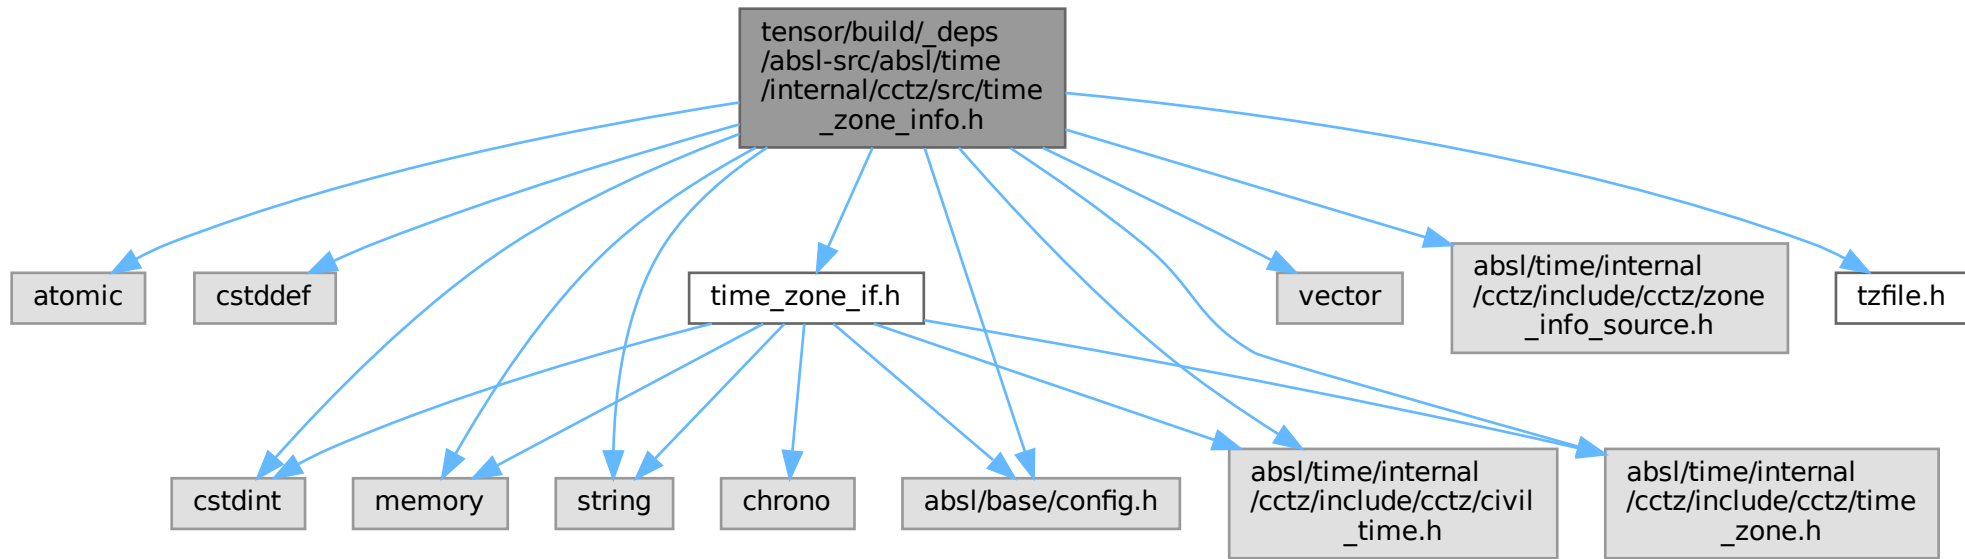 tensor/build/_deps
/absl-src/absl/time
/internal/cctz/src/time
_zone_info.h
atomic
cstddef
time_zone_if.h
vector
absl/time/internal
/cctz/include/cctz/zone
_info_source.h
tzfile.h
cstdint
memory
string
chrono
absl/base/config.h
absl/time/internal
/cctz/include/cctz/civil
_time.h
absl/time/internal
/cctz/include/cctz/time
_zone.h